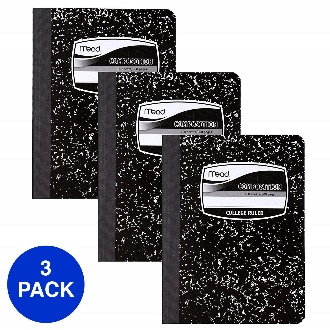 Mead
COMPOSITION
Mead
COMPOSITION
Mead
COMPOSITION
COLLEGE RULED
3
PACK